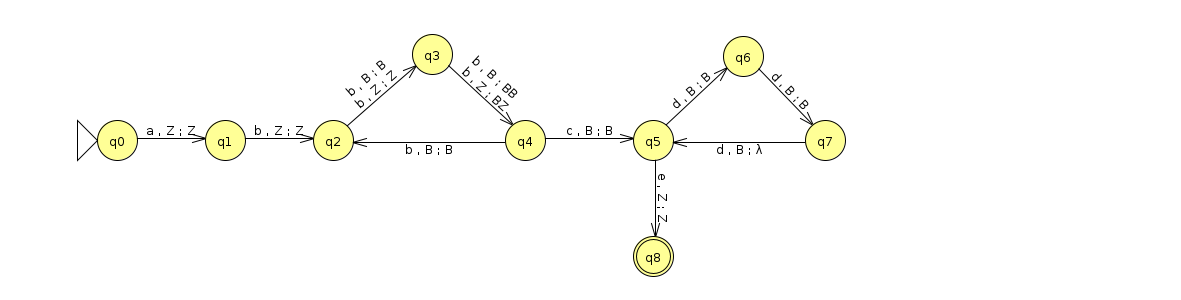 q3
q6
b , B ; B
b , Z ; Z
b , B ; BB
b , Z ; BZ
d , B ; B
d , B ; B
q0
a , Z ; Z
q1
b , Z ; Z
q2
b , B ; B
q4
c , B ; B
q5
d , B ; λ
q7
e , Z ; Z
q8